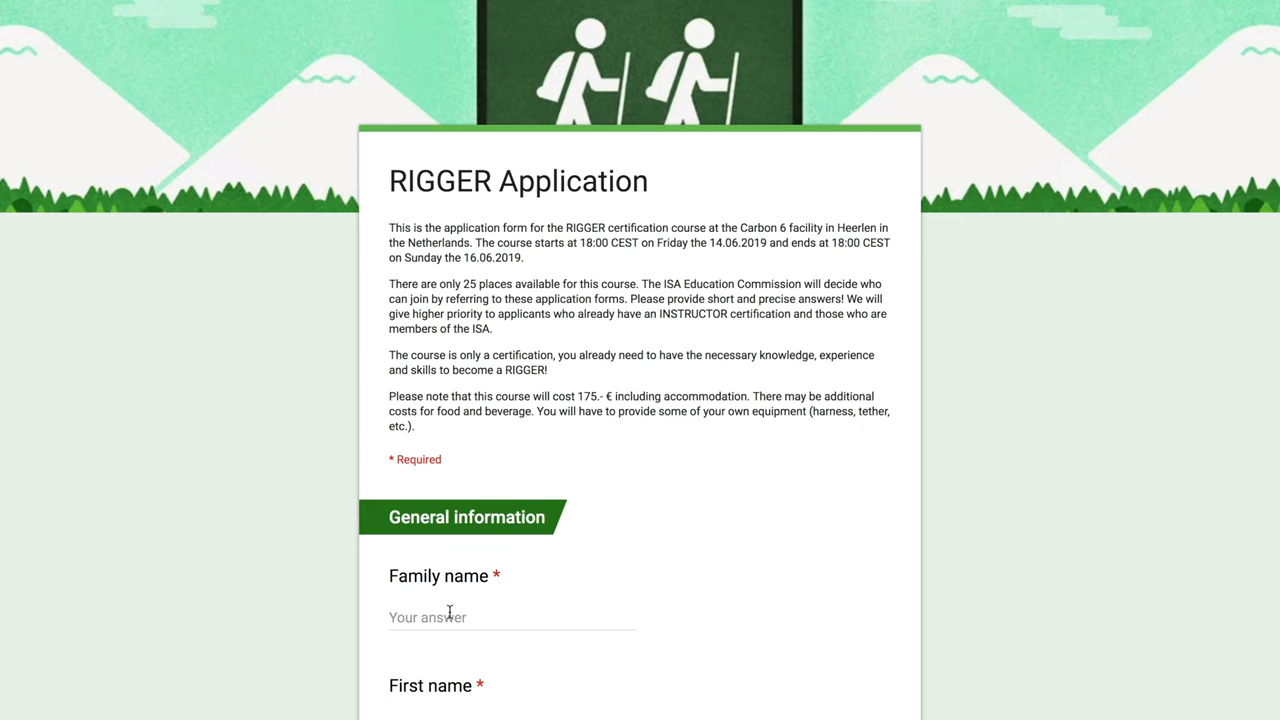 RIGGER Application
This is the application form for the RIGGER certification course at the Carbon 6 facility in Heerlen in
the Netherlands. The course starts at 18:00 CEST on Friday the 14.06.2019 and ends at 18:00 CEST
on Sunday the 16.06.2019.
There are only 25 places available for this course. The ISA Education Commission will decide who
can join by referring to these application forms. Please provide short and precise answers! We will
give higher priority to applicants who already have an INSTRUCTOR certification and those who are
members of the ISA.
The course is only a certification, you already need to have the necessary knowledge, experience
and skills to become a RIGGER!
Please note that this course will cost 175.- € including accommodation. There may be additional
costs for food and beverage. You will have to provide some of your own equipment (harness, tether,
etc.).
* Required
General information
Family name *
Your answer
First name *